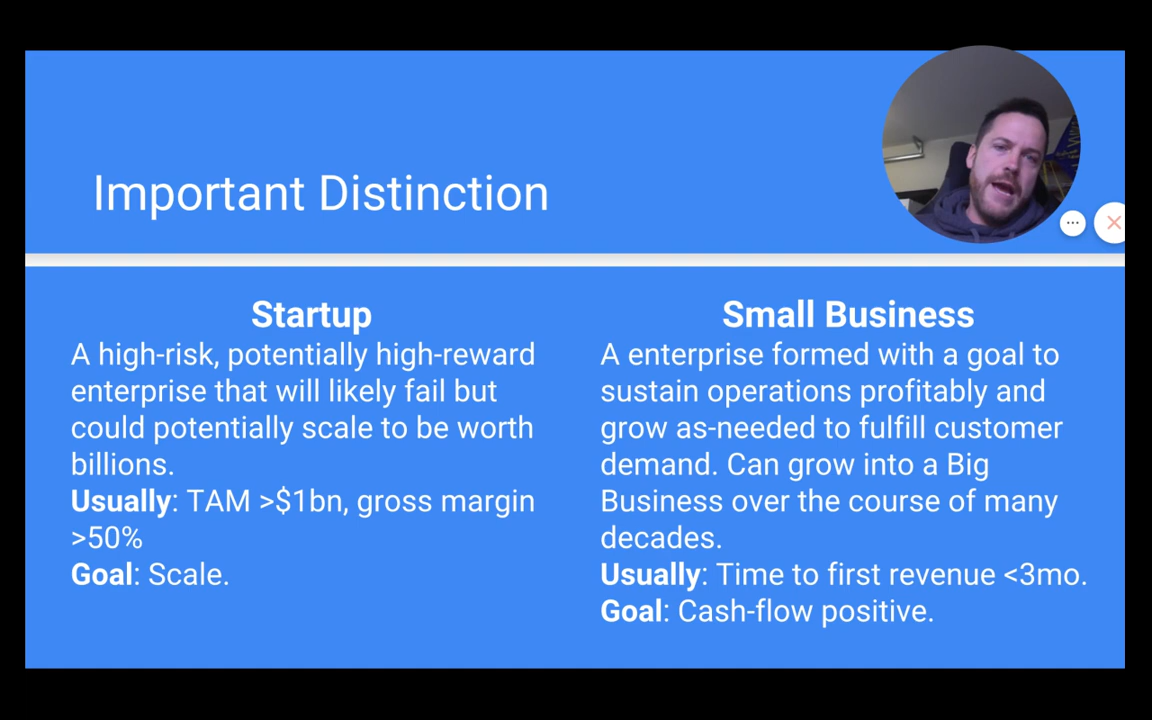 Important Distinction
Startup
A high-risk, potentially high-reward
enterprise that will likely fail but
could potentially scale to be worth
billions.
Usually: TAM >$1bn, gross margin
>50%
Goal: Scale.
Small Business
A enterprise formed with a goal to
sustain operations profitably and
grow as-needed to fulfill customer
demand. Can grow into a Big
Business over the course of many
decades.
Usually: Time to first revenue <3mo.
Goal: Cash-flow positive.